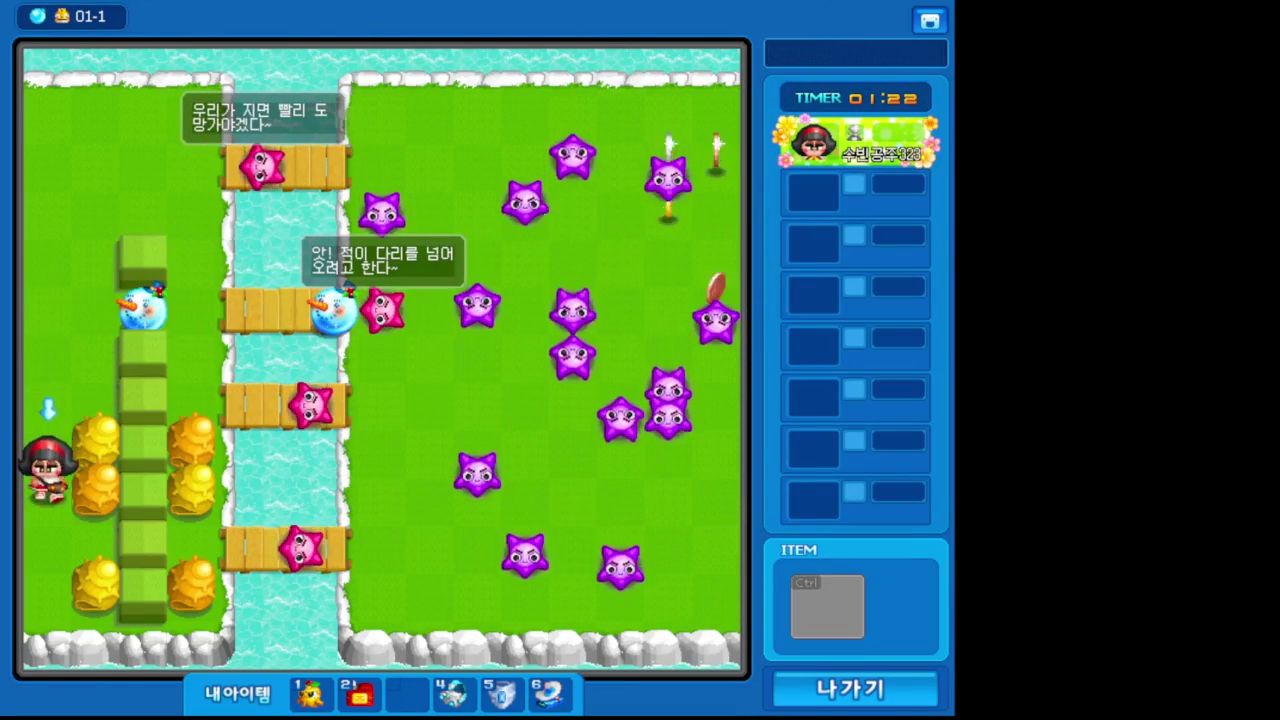 01-1
TIMER 01:22
우리가 지면 빨리 도
망가야겠다~
수빈공주023
앗! 적이 다리를 넘어
오려고 한다~
ITEM
Ctrl
내아이템
1
2
4
5
6
나가기